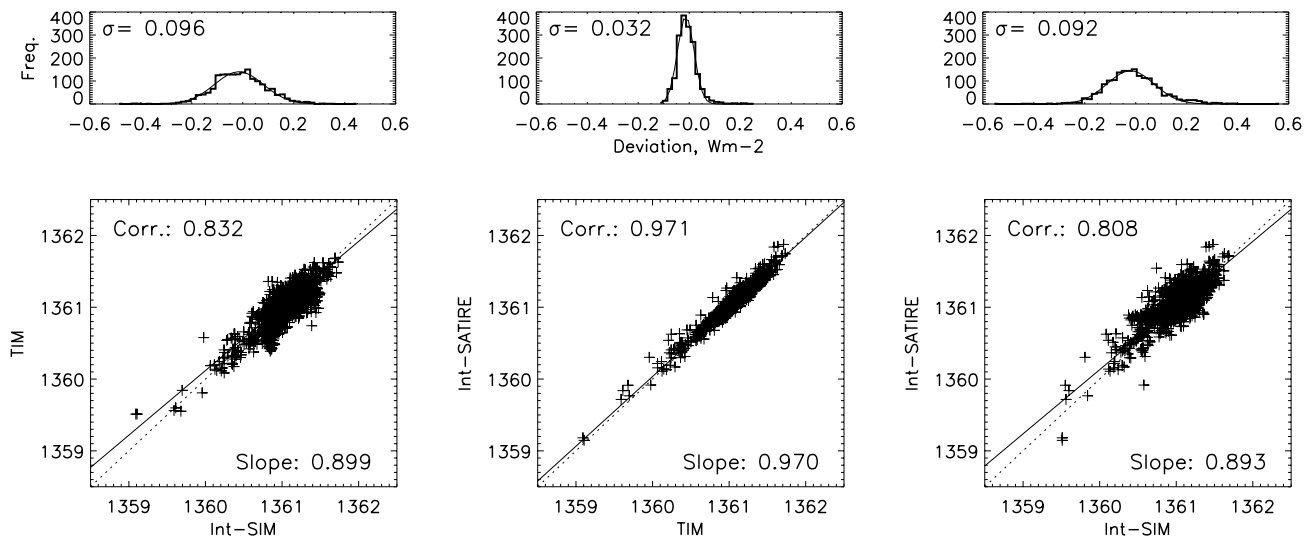 σ= 0.096
Freq.
400
300
200
100
0
−0.6 −0.4 −0.2 −0.0 0.2 0.4 0.6
σ= 0.032
400
300
200
100
0
−0.6 −0.4 −0.2 −0.0 0.2 0.4 0.6
Deviation, Wm−2
σ= 0.092
400
300
200
100
0
−0.6 −0.4 −0.2 −0.0 0.2 0.4 0.6
Corr.: 0.832
TIM
1362
1361
1360
1359
Slope: 0.899
1359 1360 1361 1362
Int−SIM
Corr.: 0.971
Int−SATIRE
1362
1361
1360
1359
Slope: 0.970
1359 1360 1361 1362
TIM
Corr.: 0.808
Int−SATIRE
1362
1361
1360
1359
Slope: 0.893
1359 1360 1361 1362
Int−SIM